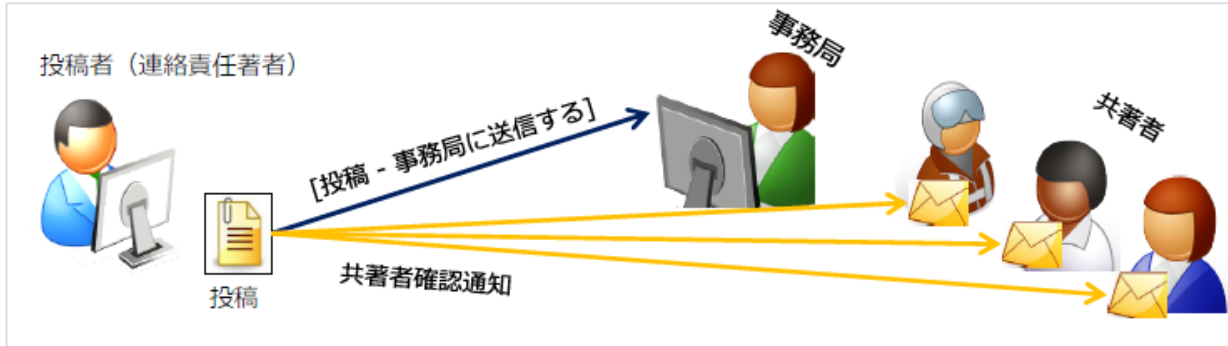 投稿者（連絡責任著者）
事務局
共著者
[投稿 - 事務局に送信する]
共著者確認通知
投稿